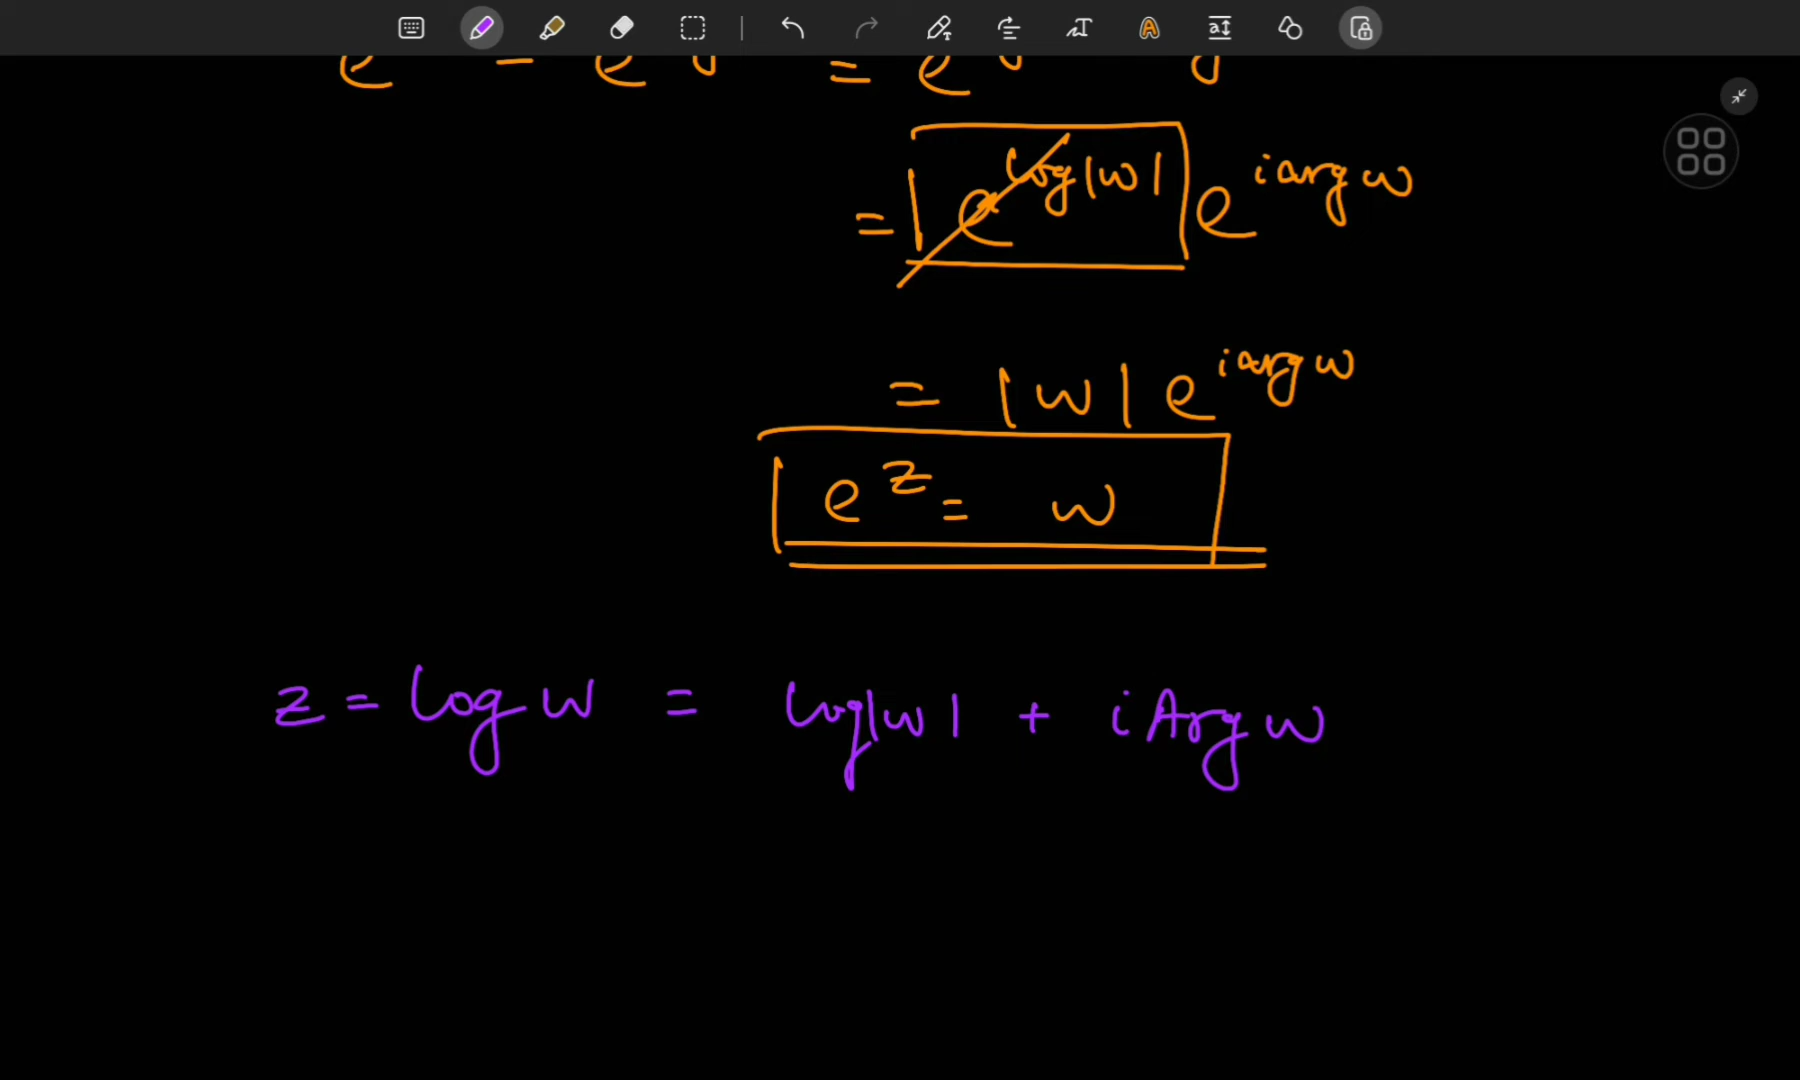 = e^{log|w|} e^{i arg w}
= |w| e^{i arg w}
e^z = w
z = log w = log|w| + i Arg w